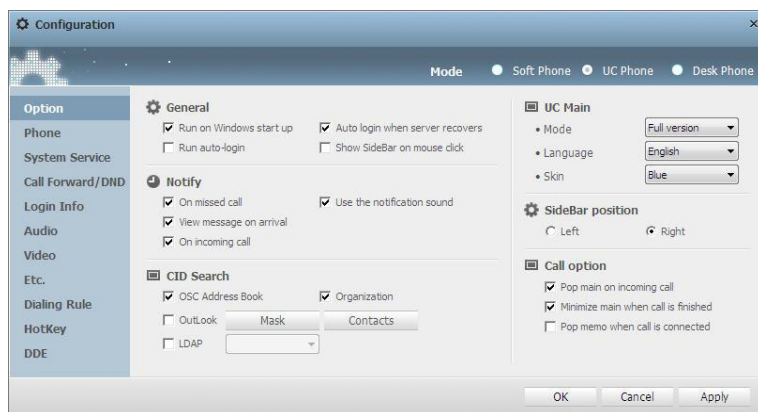 Configuration
×
Mode Soft Phone UC Phone Desk Phone
Option
Phone
System Service
Call Forward/DND
Login Info
Audio
Video
Etc.
Dialing Rule
HotKey
DDE
General
Run on Windows start up Auto login when server recovers
Run auto-login Show SideBar on mouse click
Notify
On missed call Use the notification sound
View message on arrival
On incoming call
CID Search
OSC Address Book Organization
OutLook Mask Contacts
LDAP
UC Main
• Mode Full version
• Language English
• Skin Blue
SideBar position
Left Right
Call option
Pop main on incoming call
Minimize main when call is finished
Pop memo when call is connected
OK Cancel Apply